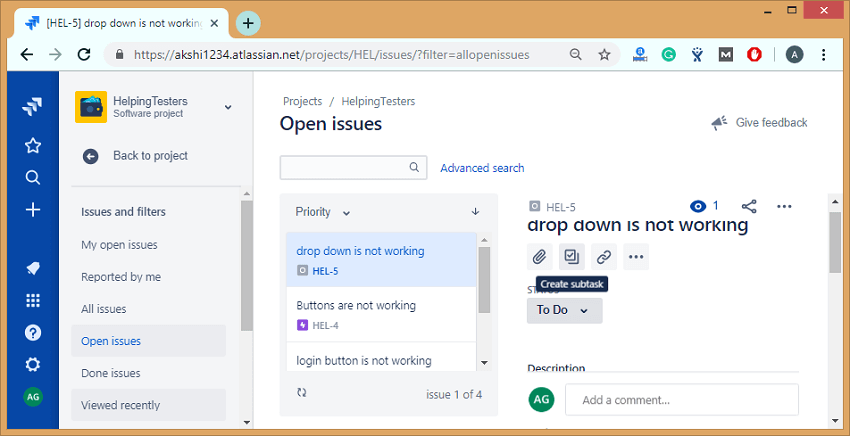 [HEL-5] drop down is not workin
https://akshi1234.atlassian.net/projects/HEL/issues/?filter=allopenissues
A
HelpingTesters
Software project
Back to project
Issues and filters
My open issues
Reported by me
All issues
Open issues
Done issues
Viewed recently
AG
Projects / HelpingTesters
Open issues
Give feedback
Advanced search
Priority
drop down is not working
HEL-5
Buttons are not working
HEL-4
login button is not working
issue 1 of 4
HEL-5
1
drop down is not working
Create subtask
To Do
Description
AG
Add a comment...